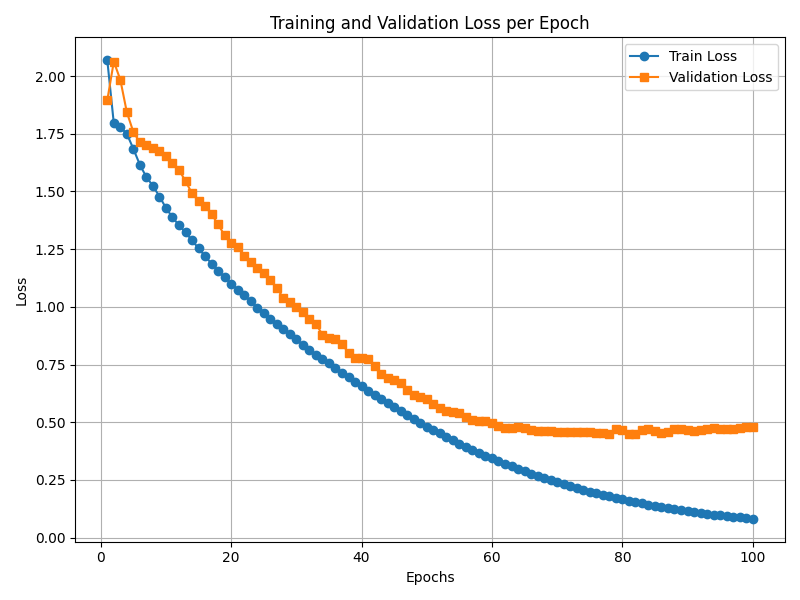 Training and Validation Loss per Epoch
Train Loss
Validation Loss
2.00
1.75
1.50
1.25
1.00
0.75
0.50
0.25
0.00
Loss
0 20 40 60 80 100
Epochs